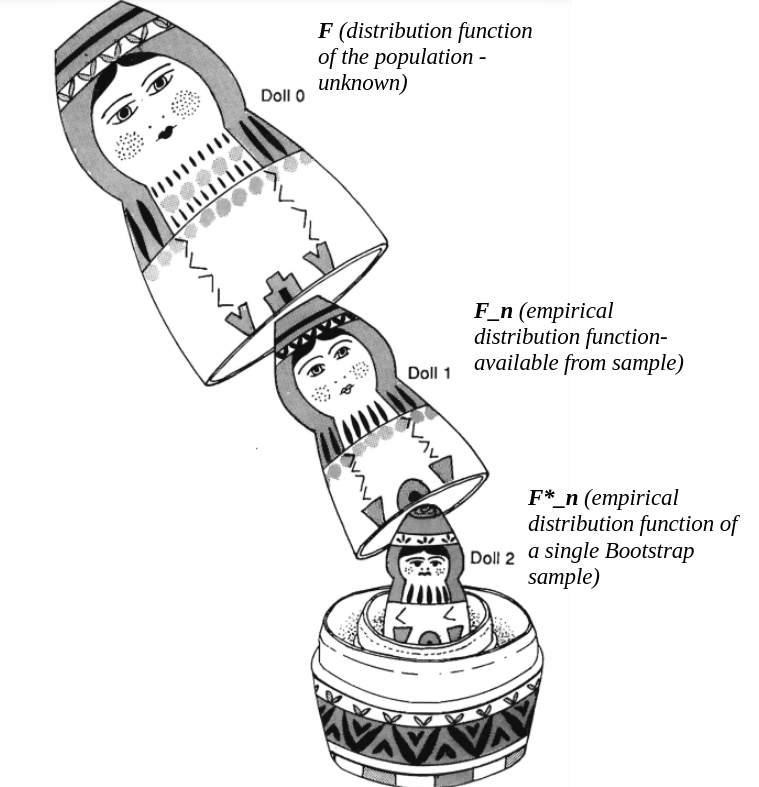 F (distribution function
of the population -
unknown)
Doll 0
F_n (empirical
distribution function-
available from sample)
Doll 1
F*_n (empirical
distribution function of
a single Bootstrap
sample)
Doll 2